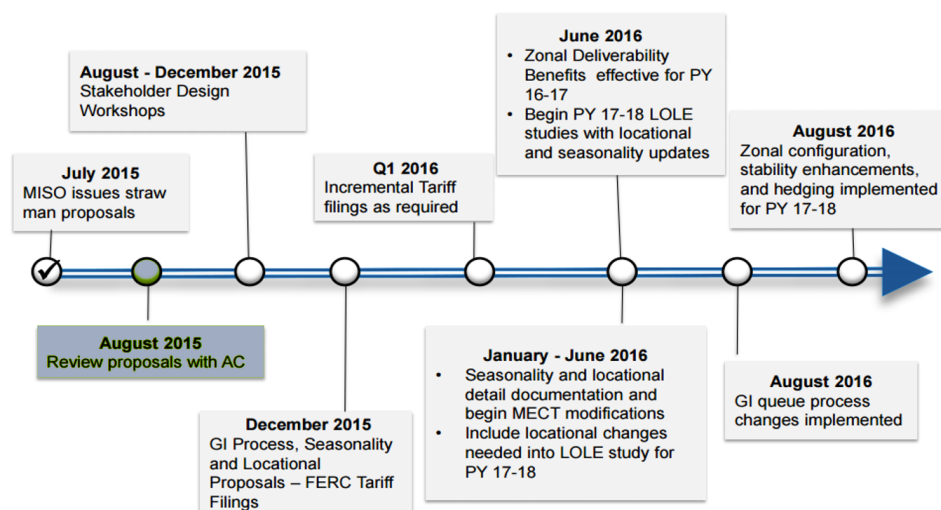 June 2016
• Zonal Deliverability
Benefits effective for PY
16-17
• Begin PY 17-18 LOLE
studies with locational
and seasonality updates
August - December 2015
Stakeholder Design
Workshops
August 2016
Zonal configuration,
stability enhancements,
and hedging implemented
for PY 17-18
July 2015
MISO issues straw
man proposals
Q1 2016
Incremental Tariff
filings as required
August 2015
Review proposals with AC
January - June 2016
• Seasonality and locational
detail documentation and
begin MECT modifications
• Include locational changes
needed into LOLE study for
PY 17-18
August 2016
GI queue process
changes implemented
December 2015
GI Process, Seasonality
and Locational
Proposals – FERC Tariff
Filings